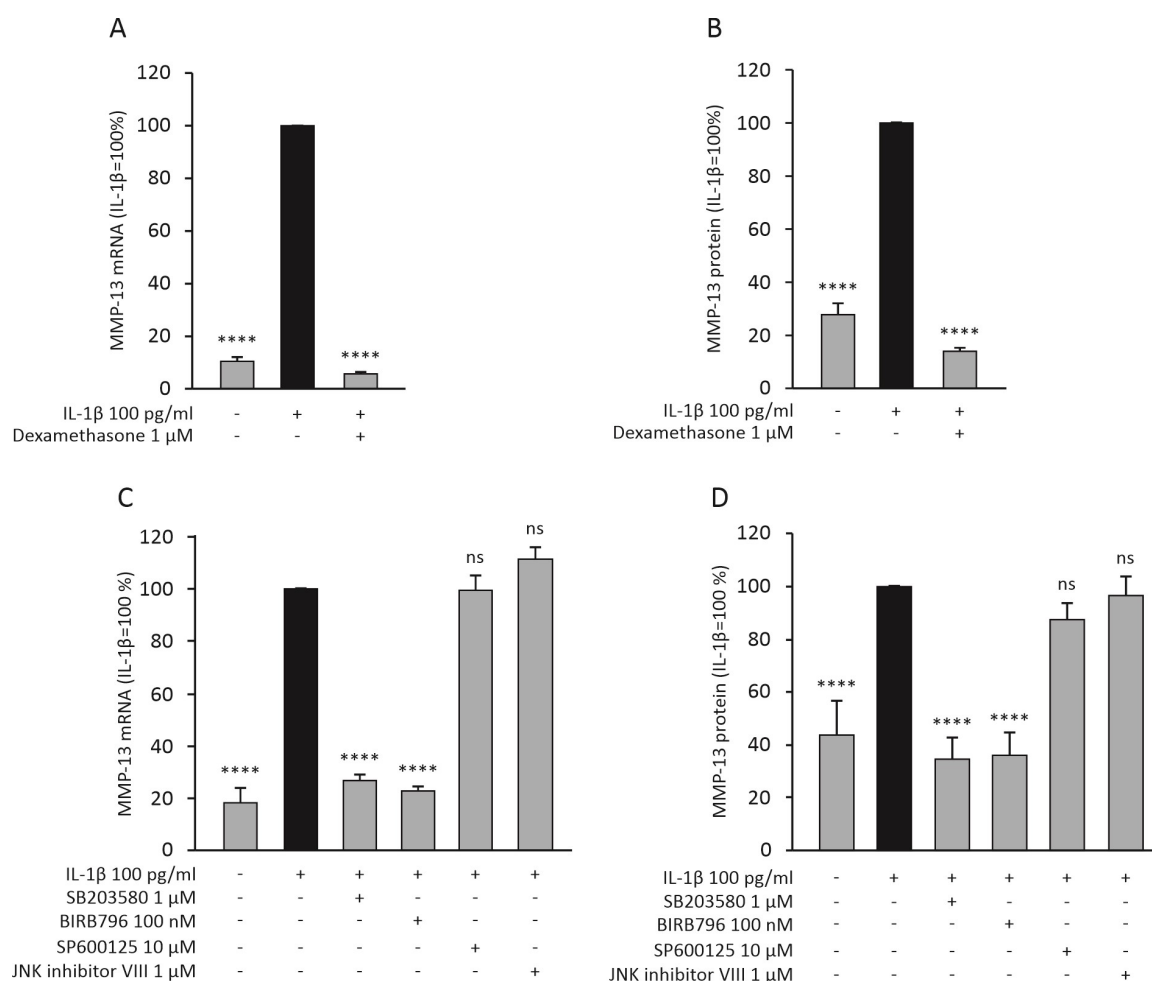 A
MMP-13 mRNA (IL-1β=100%)
120
100
80
60
40
20
0
****
****
IL-1β 100 pg/ml - + +
Dexamethasone 1 μM - - +
B
MMP-13 protein (IL-1β=100%)
120
100
80
60
40
20
0
****
****
IL-1β 100 pg/ml - + +
Dexamethasone 1 μM - - +
C
MMP-13 mRNA (IL-1β=100 %)
120
100
80
60
40
20
0
****
****
****
ns
ns
IL-1β 100 pg/ml - + + + + +
SB203580 1 μM - - + - - -
BIRB796 100 nM - - - + - -
SP600125 10 μM - - - - + -
JNK inhibitor VIII 1 μM - - - - - +
D
MMP-13 protein (IL-1β=100 %)
120
100
80
60
40
20
0
****
****
****
ns
ns
IL-1β 100 pg/ml - + + + + +
SB203580 1 μM - - + - - -
BIRB796 100 nM - - - + - -
SP600125 10 μM - - - - + -
JNK inhibitor VIII 1 μM - - - - - +